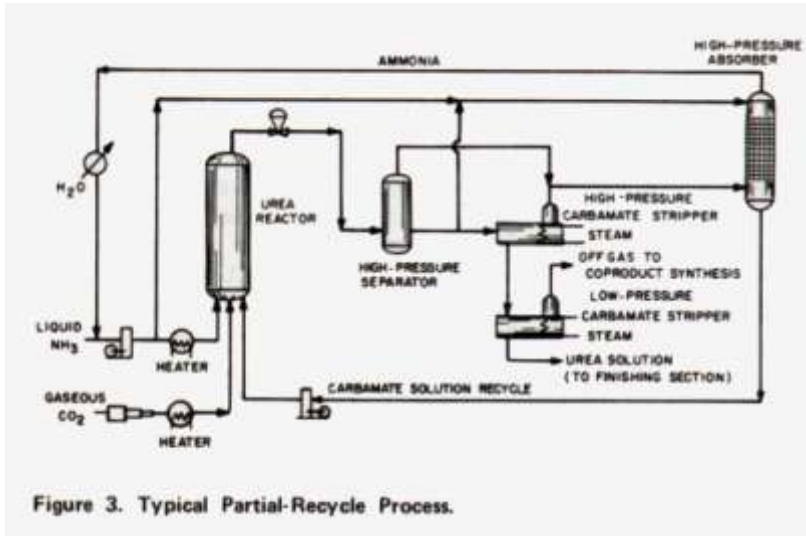 HIGH-PRESSURE
ABSORBER
AMMONIA
H2O
UREA
REACTOR
HIGH-PRESSURE
SEPARATOR
HIGH-PRESSURE
CARBAMATE STRIPPER
STEAM
OFF GAS TO
COPRODUCT SYNTHESIS
LOW-PRESSURE
CARBAMATE STRIPPER
STEAM
UREA SOLUTION
(TO FINISHING SECTION)
LIQUID
NH3
HEATER
CARBAMATE SOLUTION RECYCLE
GASEOUS
CO2
HEATER
Figure 3. Typical Partial-Recycle Process.